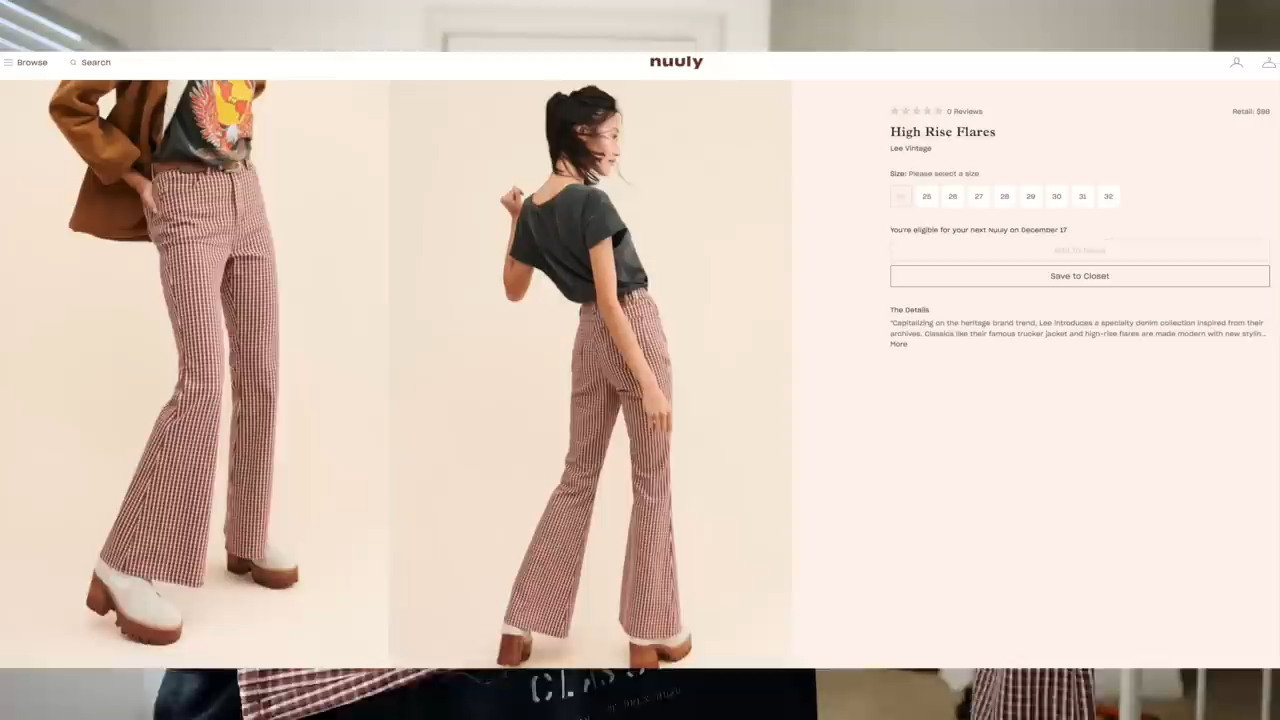 Browse
Search
nuuly
0 Reviews
Retail: $98
High Rise Flares
Lee Vintage
Size: Please select a size
25 26 27 28 29 30 31 32
You're eligible for your next Nuuly on December 17
Save to Closet
The Details
"Capitalizing on the heritage brand trend, Lee introduces a specialty denim collection inspired from their
archives. Classics like their famous trucker jacket and high-rise flares are made modern with new stylin...
More